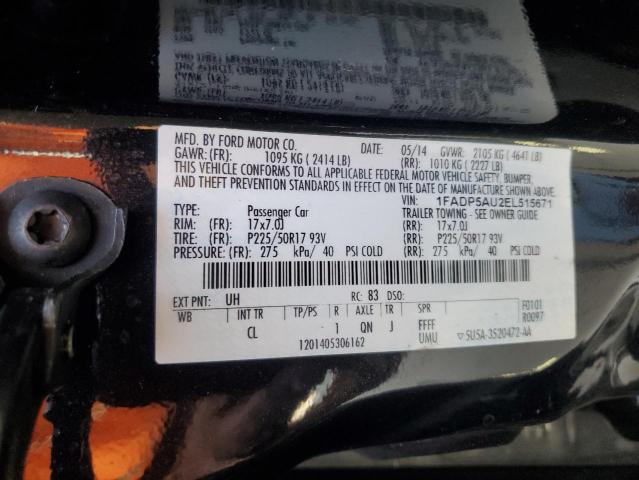 MFD. BY FORD MOTOR CO. DATE: 05/14 GVWR: 2105 KG ( 4641 LB)
GAWR: (FR): 1095 KG ( 2414 LB) (RR): 1010 KG ( 2227 LB)
THIS VEHICLE CONFORMS TO ALL APPLICABLE FEDERAL MOTOR VEHICLE SAFETY, BUMPER,
AND THEFT PREVENTION STANDARDS IN EFFECT ON THE DATE OF MANUFACTURE SHOWN ABOVE.
VIN: 1FADP5AU2EL515671
TYPE: Passenger Car TRAILER TOWING - SEE OWNER GUIDE
RIM: (FR): 17x7.0J (RR): 17x7.0J
TIRE: (FR): P225/50R17 93V (RR): P225/50R17 93V
PRESSURE: (FR): 275 kPa/ 40 PSI COLD (RR): 275 kPa/ 40 PSI COLD
EXT PNT: UH RC: 83 DSO: F0101
WB INT TR TP/PS R AXLE TR SPR R0097
CL 1 QN J FFFF
UMU ▽5U5A-3520472-AA
1201405306162